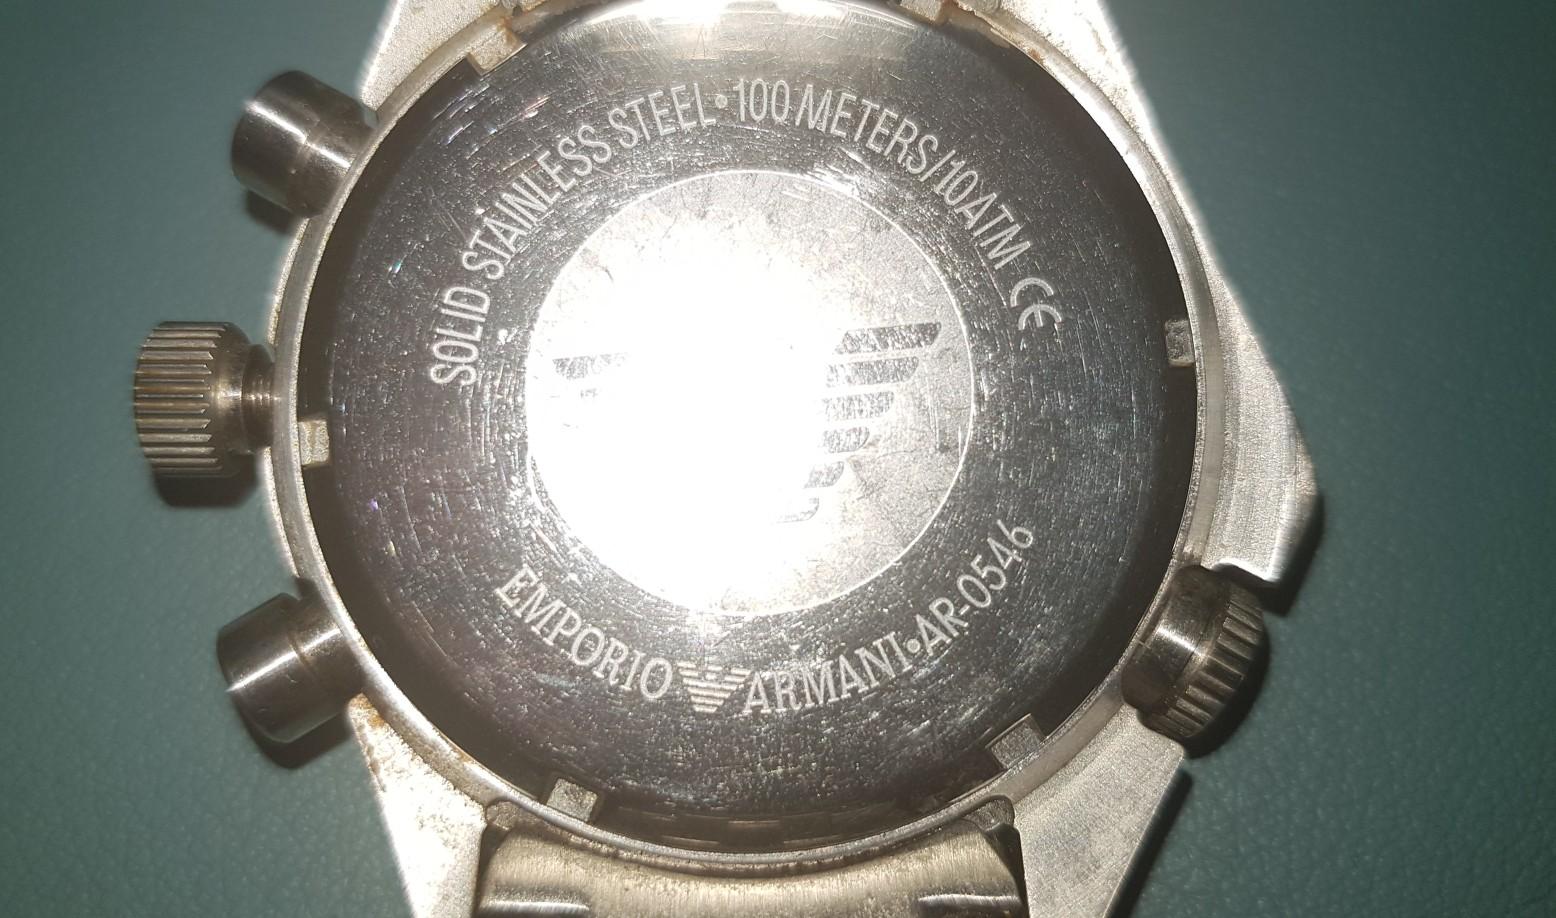 SOLID STAINLESS STEEL • 100 METERS/10ATM CE
EMPORIO ARMANI • AR-0546